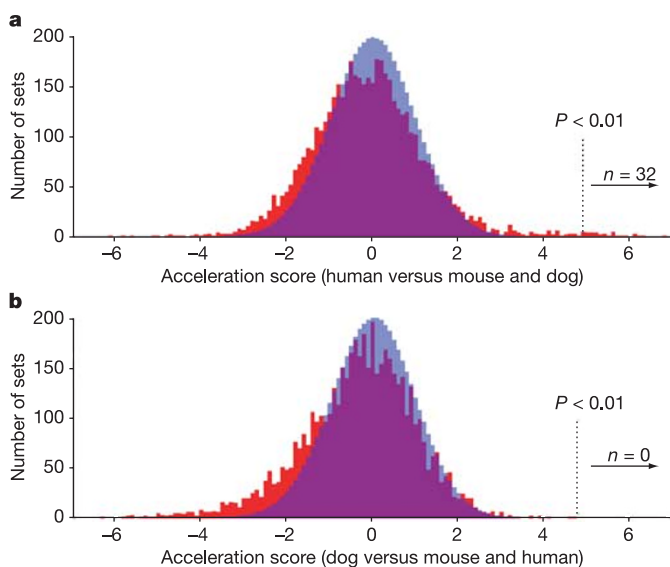 a
200
150
100
50
0
Number of sets
P < 0.01
n = 32
–6 –4 –2 0 2 4 6
Acceleration score (human versus mouse and dog)
b
200
150
100
50
0
Number of sets
P < 0.01
n = 0
–6 –4 –2 0 2 4 6
Acceleration score (dog versus mouse and human)